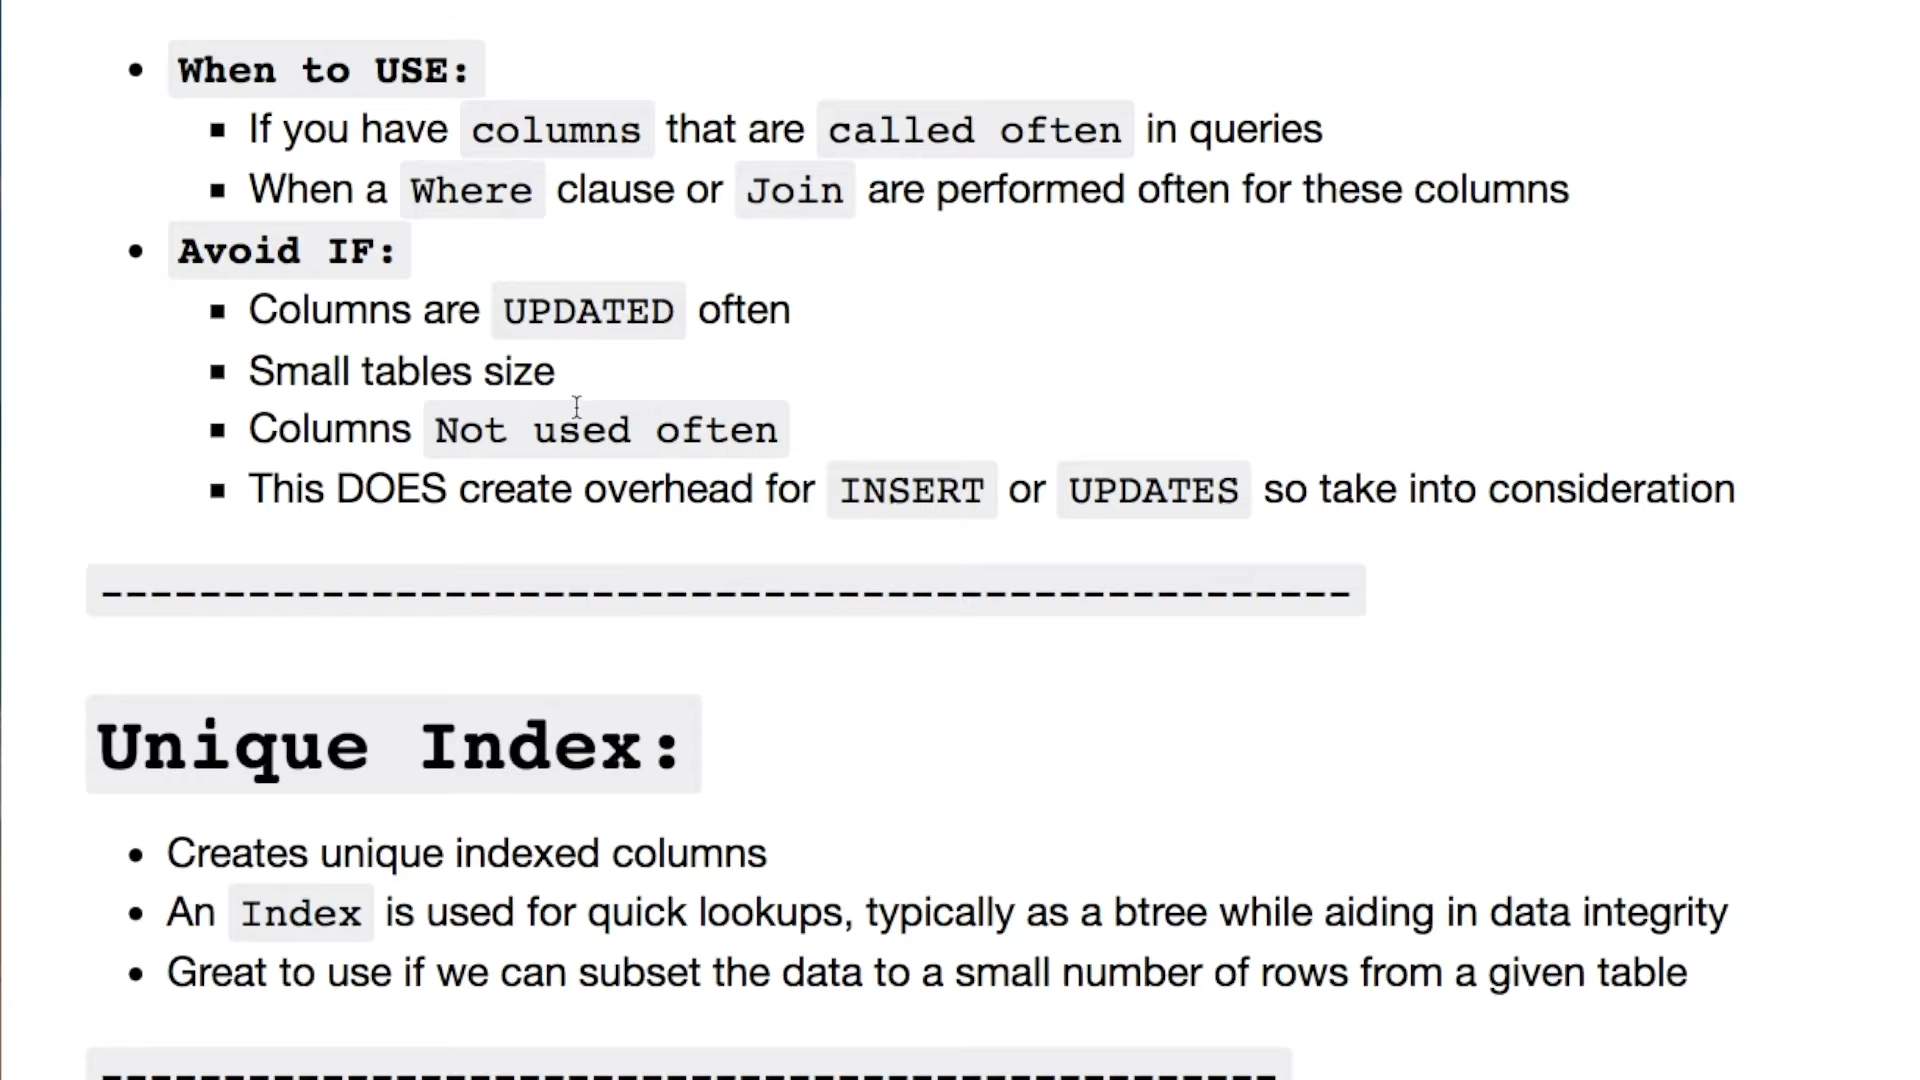 When to USE:
If you have columns that are called often in queries
When a Where clause or Join are performed often for these columns
Avoid IF:
Columns are UPDATED often
Small tables size
Columns Not used often
This DOES create overhead for INSERT or UPDATES so take into consideration
----------------------------------------------------
Unique Index:
Creates unique indexed columns
An Index is used for quick lookups, typically as a btree while aiding in data integrity
Great to use if we can subset the data to a small number of rows from a given table
-------------------------------------------------